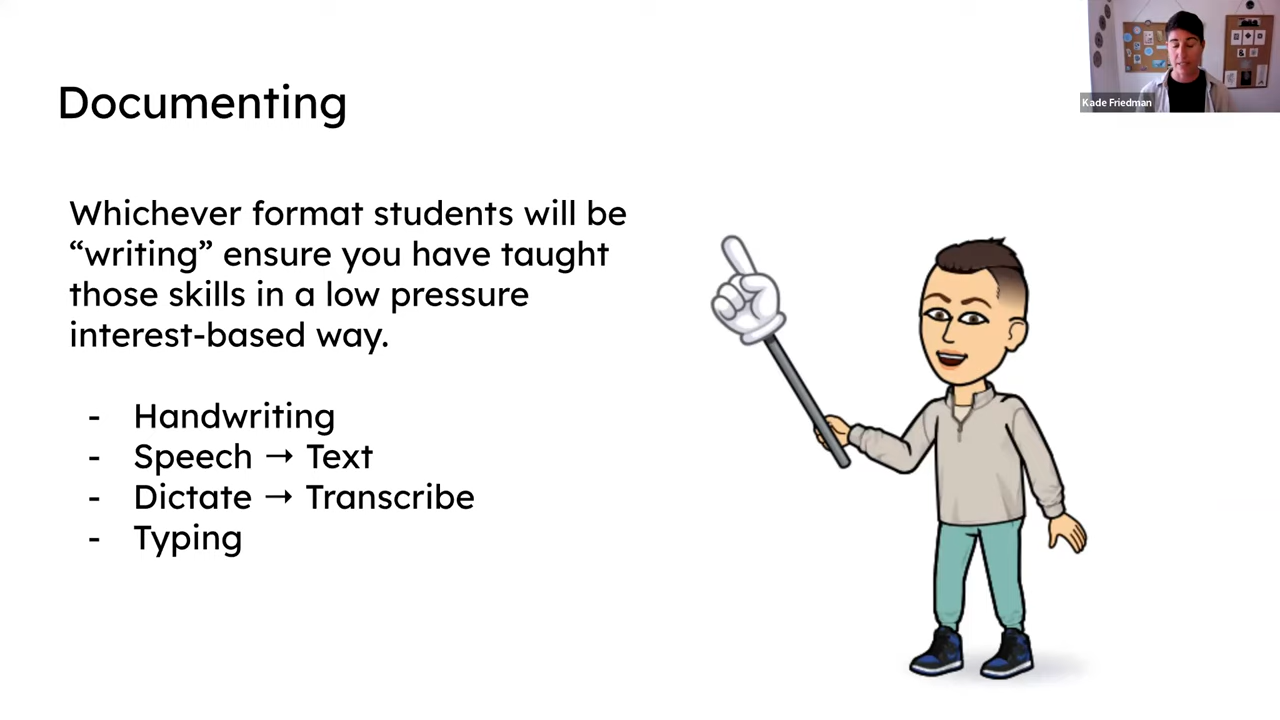 Documenting
Kade Friedman
Whichever format students will be
“writing” ensure you have taught
those skills in a low pressure
interest-based way.
- Handwriting
- Speech → Text
- Dictate → Transcribe
- Typing